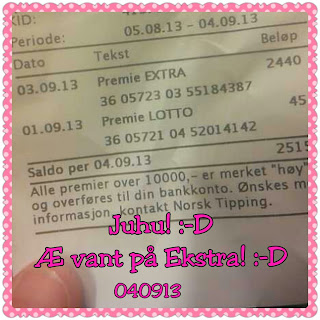 KID:
Periode: 05.08.13 - 04.09.13
Dato Tekst Beløp
03.09.13 Premie EXTRA 2440
36 05723 03 55184387
01.09.13 Premie LOTTO 45
36 05721 04 52014142
Saldo per 04.09.13 2515
Alle premier over 10000,- er merket "høy"
og overføres til din bankkonto. Ønskes m
informasjon, kontakt Norsk Tipping.
Juhu! :-D
Æ vant på Ekstra! :-D
040913